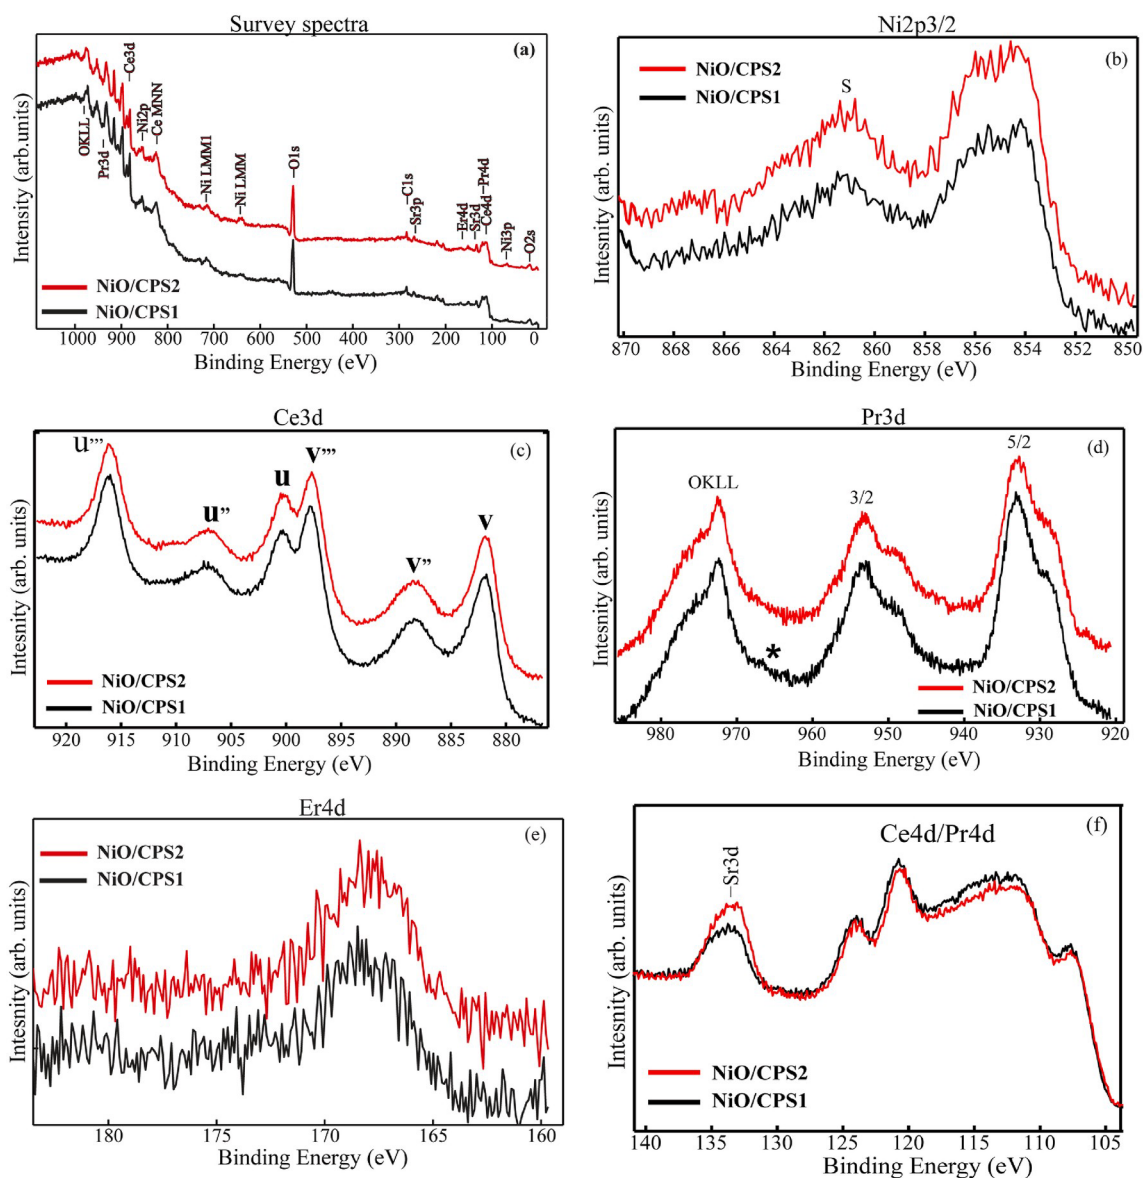 Survey spectra
(a)
Ce3d
Ni2p
Ce MNN
OKLL
Pr3d
Ni LMM1
Ni LMM
O1s
C1s
Sr3p
Er4d
Sr3d
Ce4d
Pr4d
Ni3p
O2s
NiO/CPS2
NiO/CPS1
Intensity (arb.units)
1000 900 800 700 600 500 400 300 200 100 0
Binding Energy (eV)
Ni2p3/2
(b)
NiO/CPS2
NiO/CPS1
S
Intesnity (arb. units)
870 868 866 864 862 860 858 856 854 852 850
Binding Energy (eV)
Ce3d
(c)
u’’’
u’’
u
v’’’
v’’
v
NiO/CPS2
NiO/CPS1
Intesnity (arb. units)
920 915 910 905 900 895 890 885 880
Binding Energy (eV)
Pr3d
(d)
OKLL
3/2
5/2
*
NiO/CPS2
NiO/CPS1
Intesnity (arb. units)
980 970 960 950 940 930 920
Binding Energy (eV)
Er4d
(e)
NiO/CPS2
NiO/CPS1
Intesnity (arb. units)
180 175 170 165 160
Binding Energy (eV)
Ce4d/Pr4d
(f)
Sr3d
NiO/CPS2
NiO/CPS1
Intesnity (arb. units)
140 135 130 125 120 115 110 105
Binding Energy (eV)